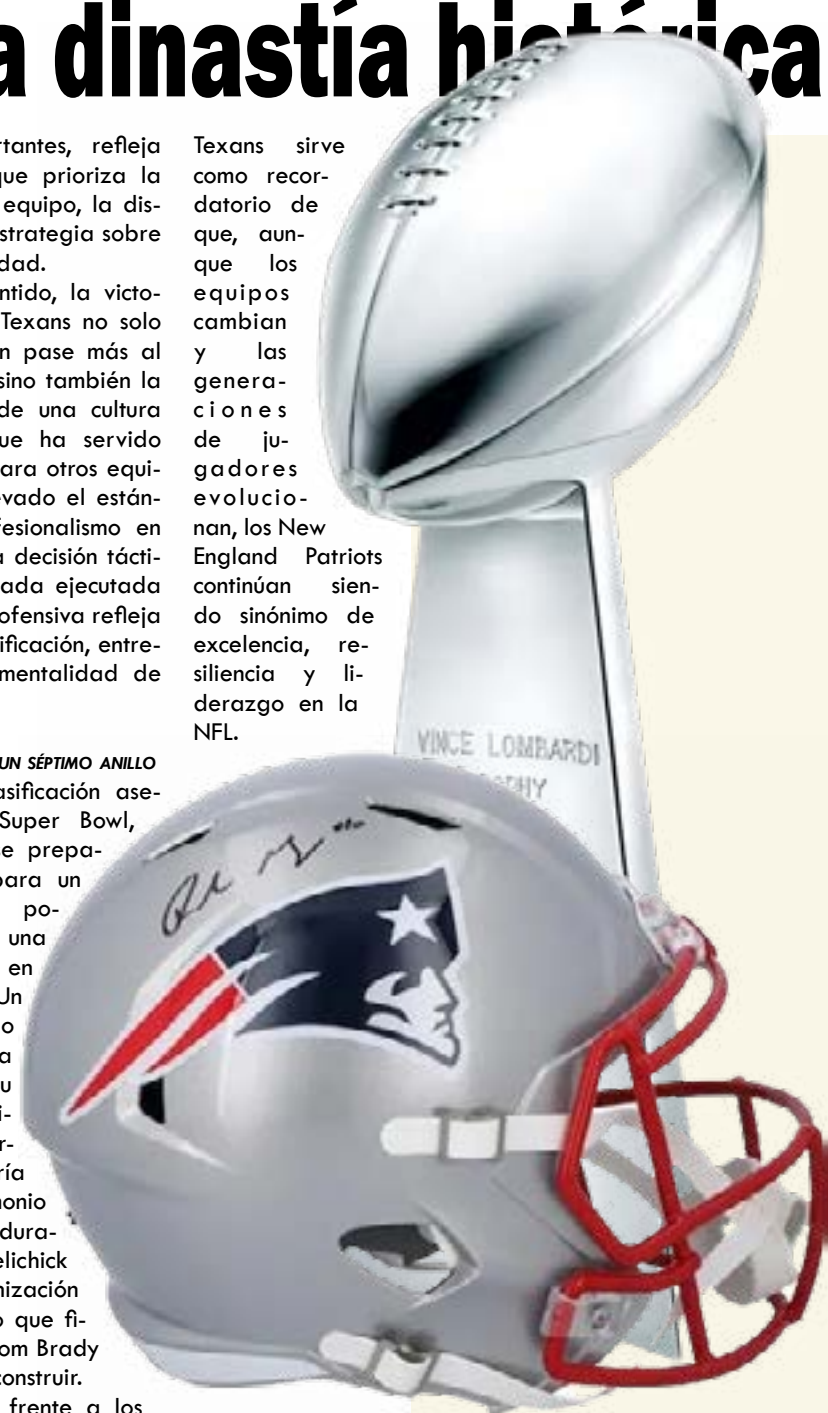 a dinastía histórica
rtantes, refleja
que prioriza la
equipo, la dis-
strategia sobre
dad.
ntido, la victo-
Texans no solo
n pase más al
sino también la
de una cultura
ue ha servido
ara otros equi-
evado el están-
fesionalismo en
a decisión tácti-
ada ejecutada
ofensiva refleja
ificación, entre-
mentalidad de
UN SÉPTIMO ANILLO
asificación ase-
Super Bowl,
se prepa-
para un
po-
una
en
Un
o
a
u
i-
r-
ría
monio
dura-
elichick
nización
o que fi-
om Brady
construir.
frente a los
Texans sirve
como recor-
datorio de
que, aun-
que los
equipos
cambian
y las
genera-
ciones
de ju-
gadores
evolucio-
nan, los New
England Patriots
continúan sien-
do sinónimo de
excelencia, re-
siliencia y li-
derazgo en la
NFL.
VINCE LOMBARDI
OPHY